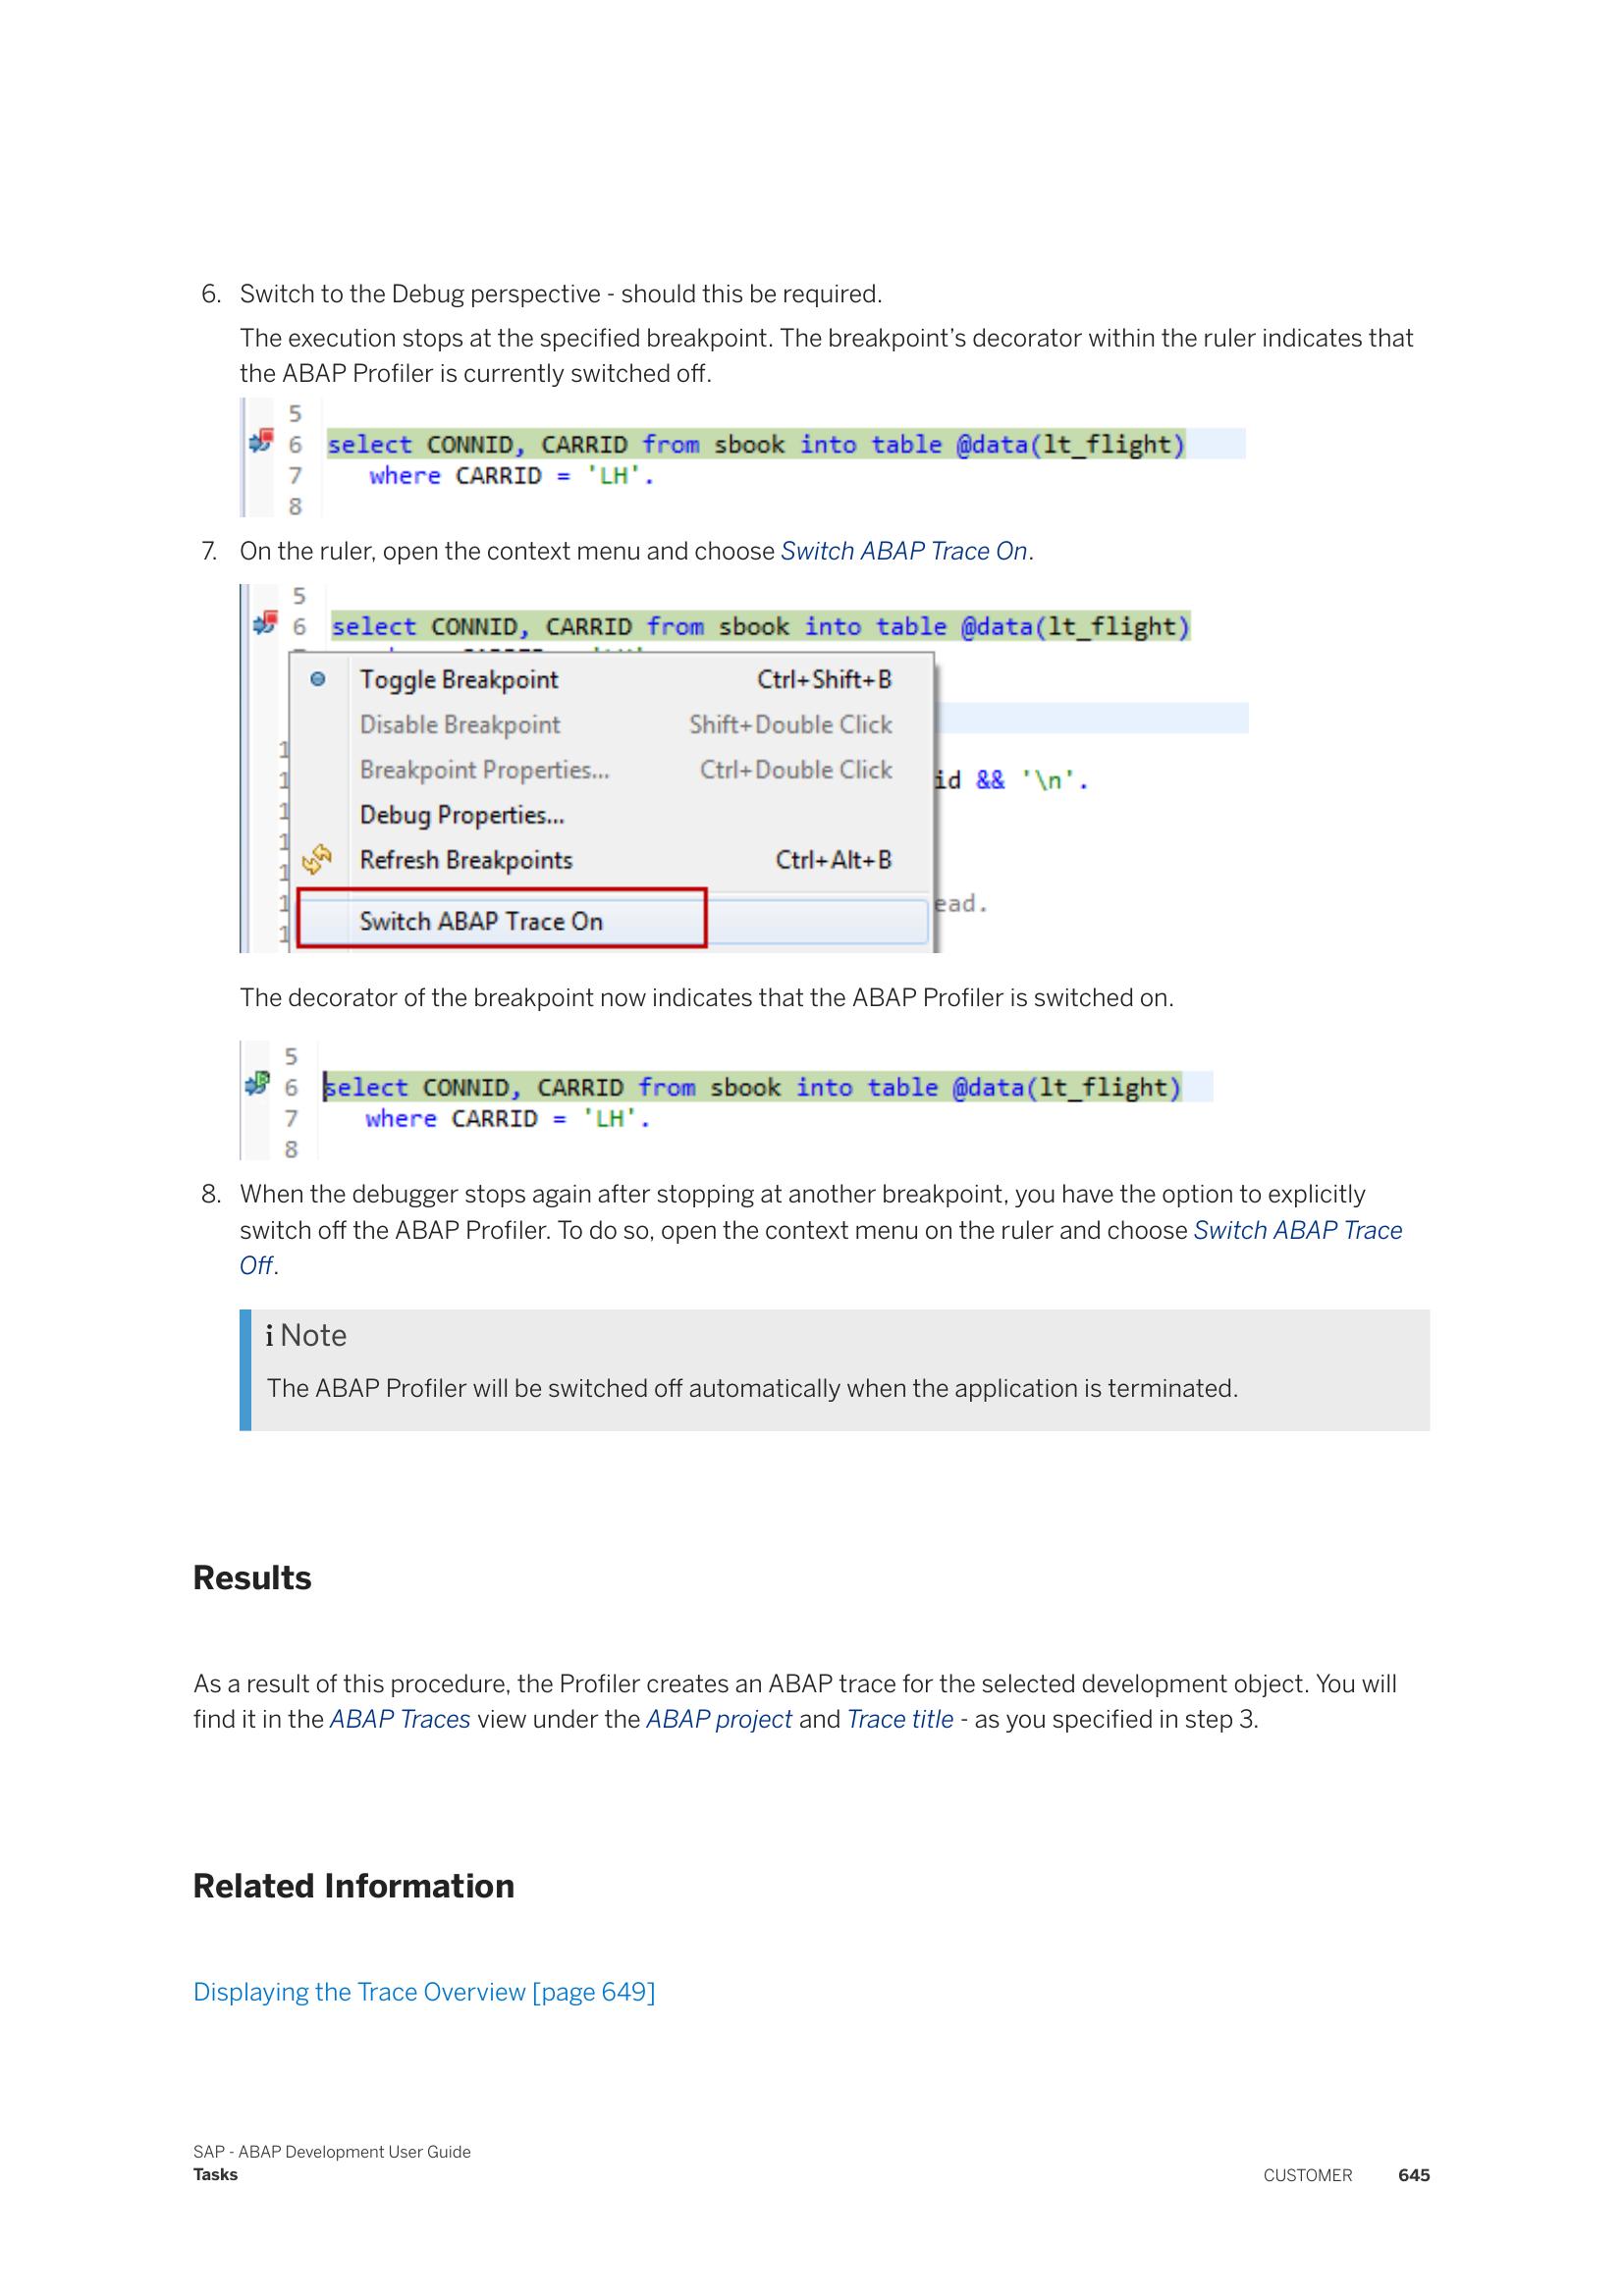 6. Switch to the Debug perspective - should this be required.
The execution stops at the specified breakpoint. The breakpoint’s decorator within the ruler indicates that
the ABAP Profiler is currently switched off.
5
6 select CONNID, CARRID from sbook into table @data(lt_flight)
7 where CARRID = 'LH'.
8
7. On the ruler, open the context menu and choose Switch ABAP Trace On.
5
6 select CONNID, CARRID from sbook into table @data(lt_flight)
Toggle Breakpoint Ctrl+Shift+B
Disable Breakpoint Shift+Double Click
1
Breakpoint Properties... Ctrl+Double Click
1 id && '\n'.
Debug Properties...
1
1
Refresh Breakpoints Ctrl+Alt+B
1
1 ead.
Switch ABAP Trace On
1
The decorator of the breakpoint now indicates that the ABAP Profiler is switched on.
5
6 select CONNID, CARRID from sbook into table @data(lt_flight)
7 where CARRID = 'LH'.
8
8. When the debugger stops again after stopping at another breakpoint, you have the option to explicitly
switch off the ABAP Profiler. To do so, open the context menu on the ruler and choose Switch ABAP Trace
Off.
i Note
The ABAP Profiler will be switched off automatically when the application is terminated.
Results
As a result of this procedure, the Profiler creates an ABAP trace for the selected development object. You will
find it in the ABAP Traces view under the ABAP project and Trace title - as you specified in step 3.
Related Information
Displaying the Trace Overview [page 649]
SAP - ABAP Development User Guide
Tasks
CUSTOMER 645